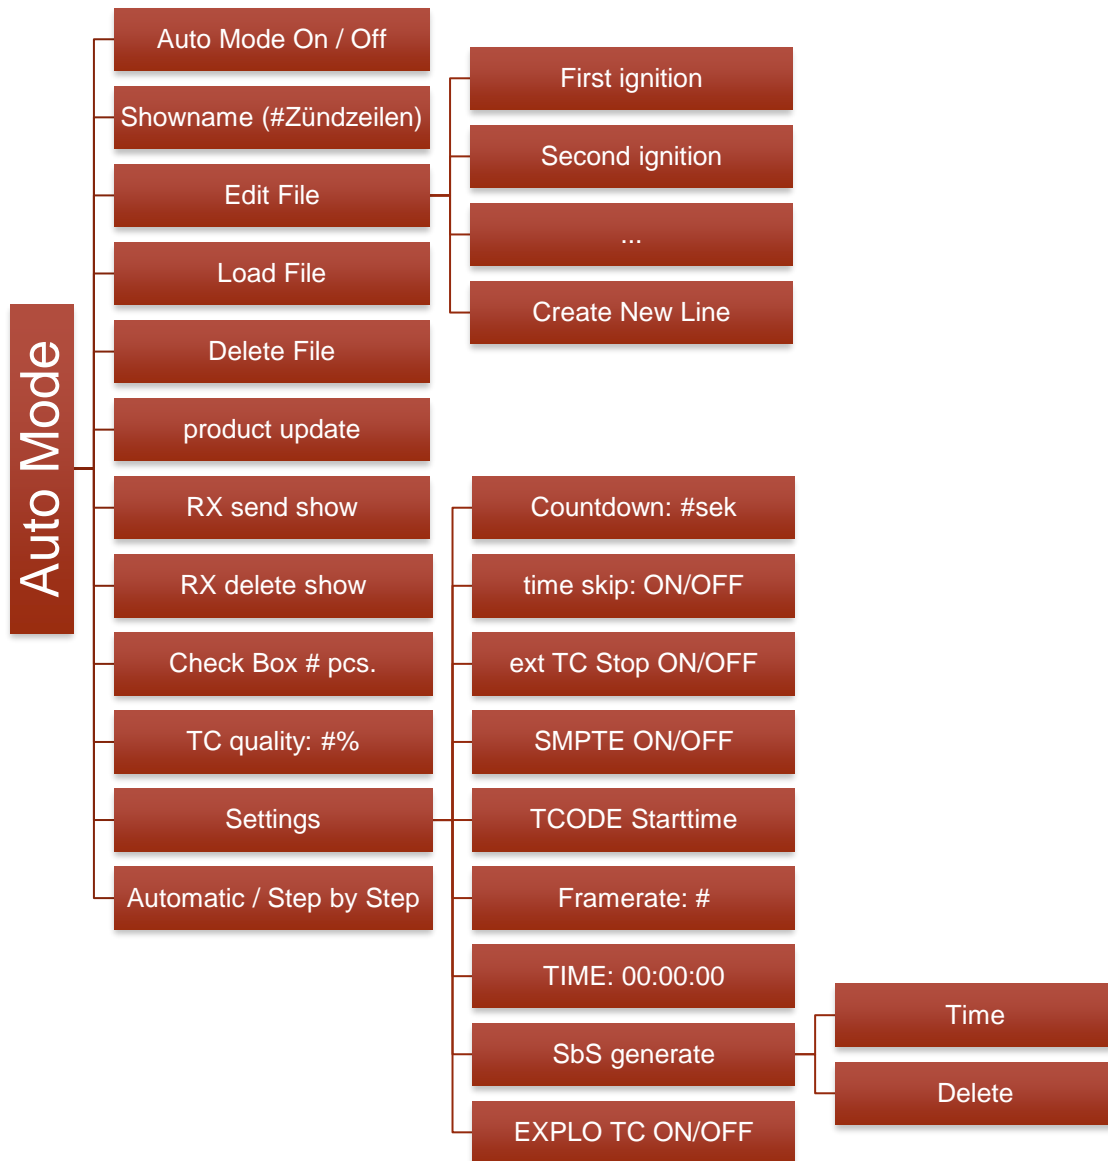 Auto Mode
Auto Mode On / Off
Showname (#Zündzeilen)
Edit File
First ignition
Second ignition
...
Create New Line
Load File
Delete File
product update
RX send show
RX delete show
Check Box # pcs.
TC quality: #%
Settings
Countdown: #sek
time skip: ON/OFF
ext TC Stop ON/OFF
SMPTE ON/OFF
TCODE Starttime
Framerate: #
TIME: 00:00:00
SbS generate
Time
Delete
EXPLO TC ON/OFF
Automatic / Step by Step